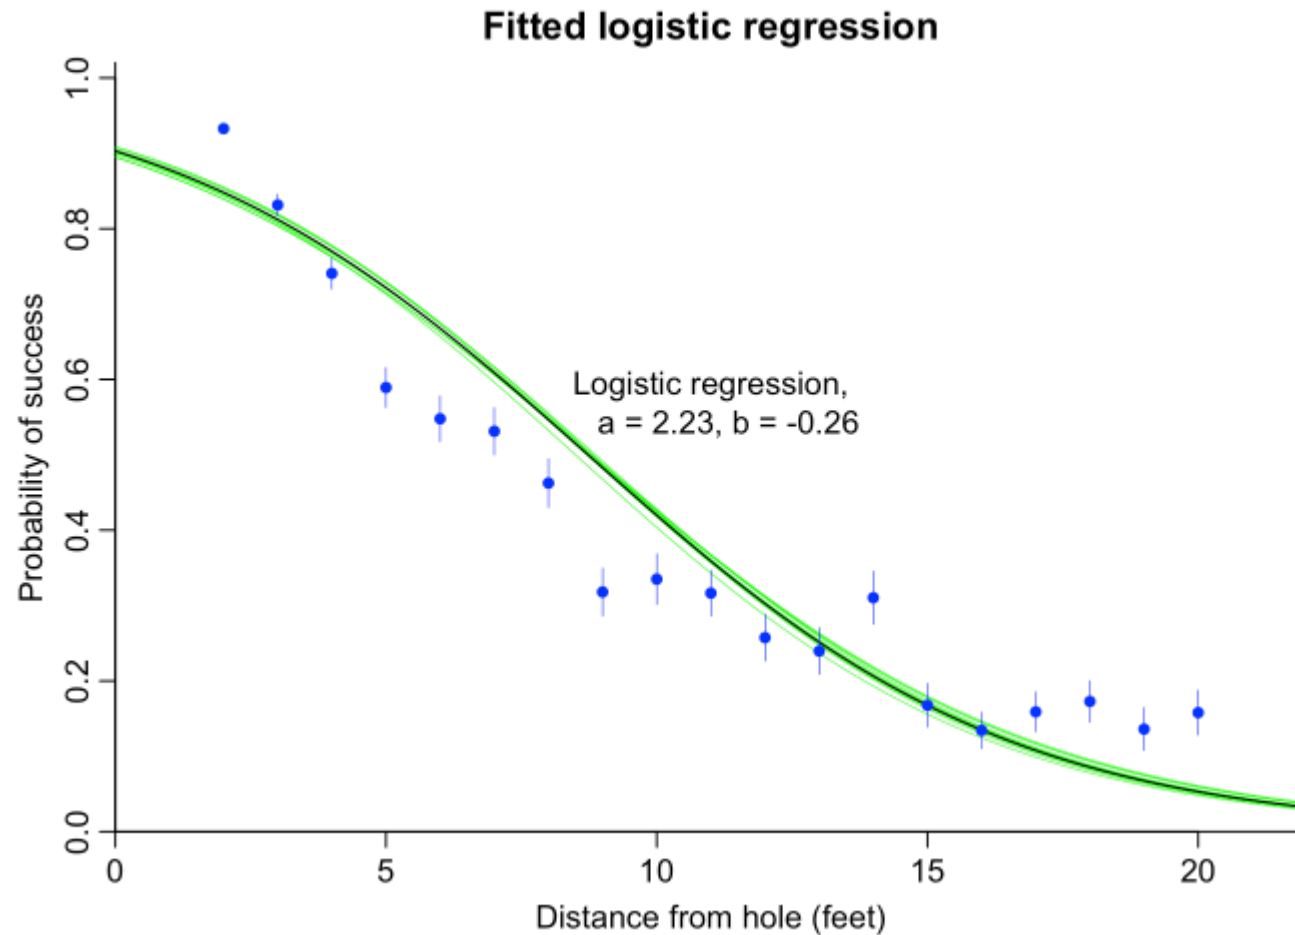 Fitted logistic regression
Probability of success
1.0
0.8
0.6
0.4
0.2
0.0
Logistic regression,
a = 2.23, b = -0.26
0 5 10 15 20
Distance from hole (feet)